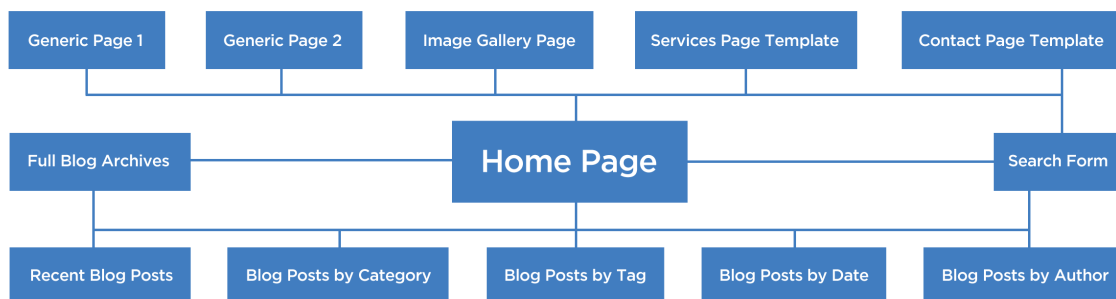 Generic Page 1
Generic Page 2
Image Gallery Page
Services Page Template
Contact Page Template
Full Blog Archives
Home Page
Search Form
Recent Blog Posts
Blog Posts by Category
Blog Posts by Tag
Blog Posts by Date
Blog Posts by Author